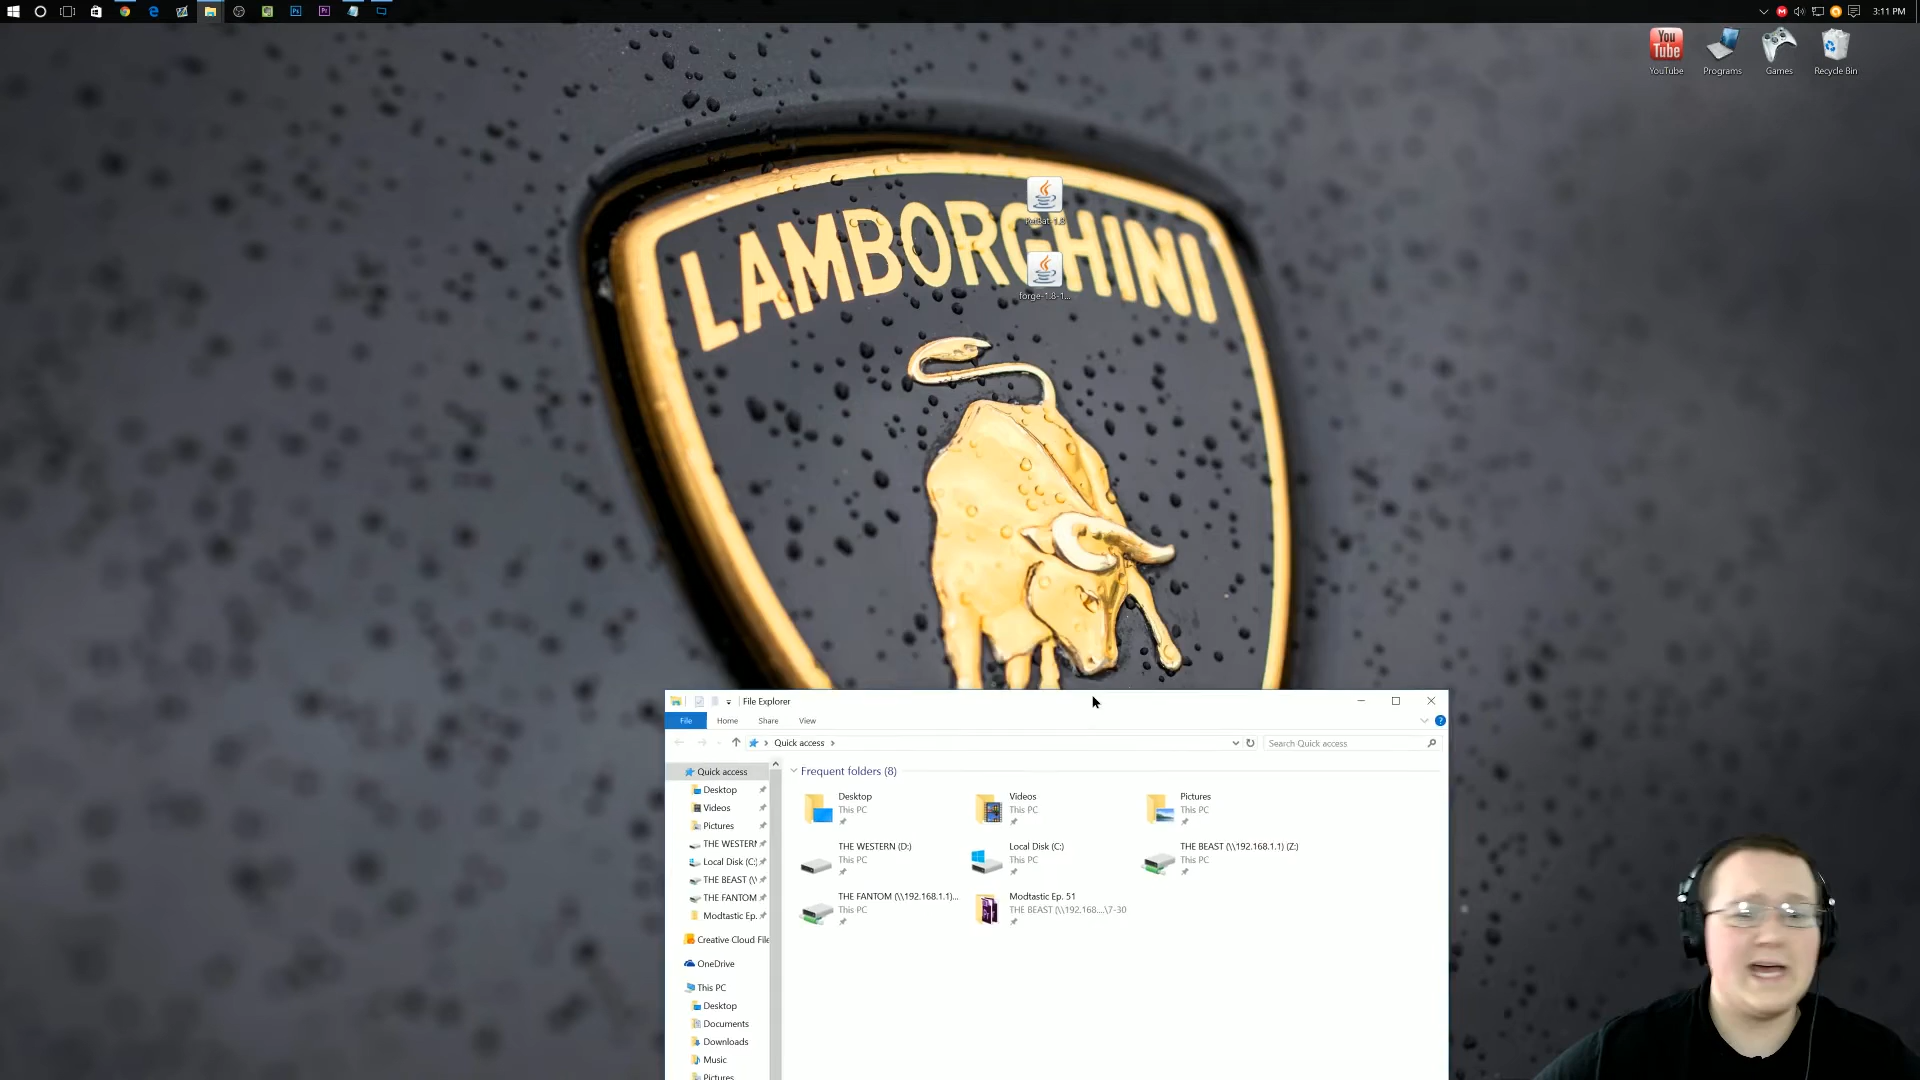 3:11 PM
YouTube
Programs
Games
Recycle Bin
You
Tube
LAMBORGHINI
forge-1.8-1...
File Explorer
File
Home
Share
View
Quick access
Search Quick access
Quick access
Desktop
Videos
Pictures
THE WESTERN
Local Disk (C:)
THE BEAST (\\
THE FANTOM
Modtastic Ep.
Creative Cloud File
OneDrive
This PC
Desktop
Documents
Downloads
Music
Pictures
Frequent folders (8)
Desktop
This PC
Videos
This PC
Pictures
This PC
THE WESTERN (D:)
This PC
Local Disk (C:)
This PC
THE BEAST (\\192.168.1.1) (Z:)
This PC
THE FANTOM (\\192.168.1.1)...
This PC
Modtastic Ep. 51
THE BEAST (\\192.168....\7-30